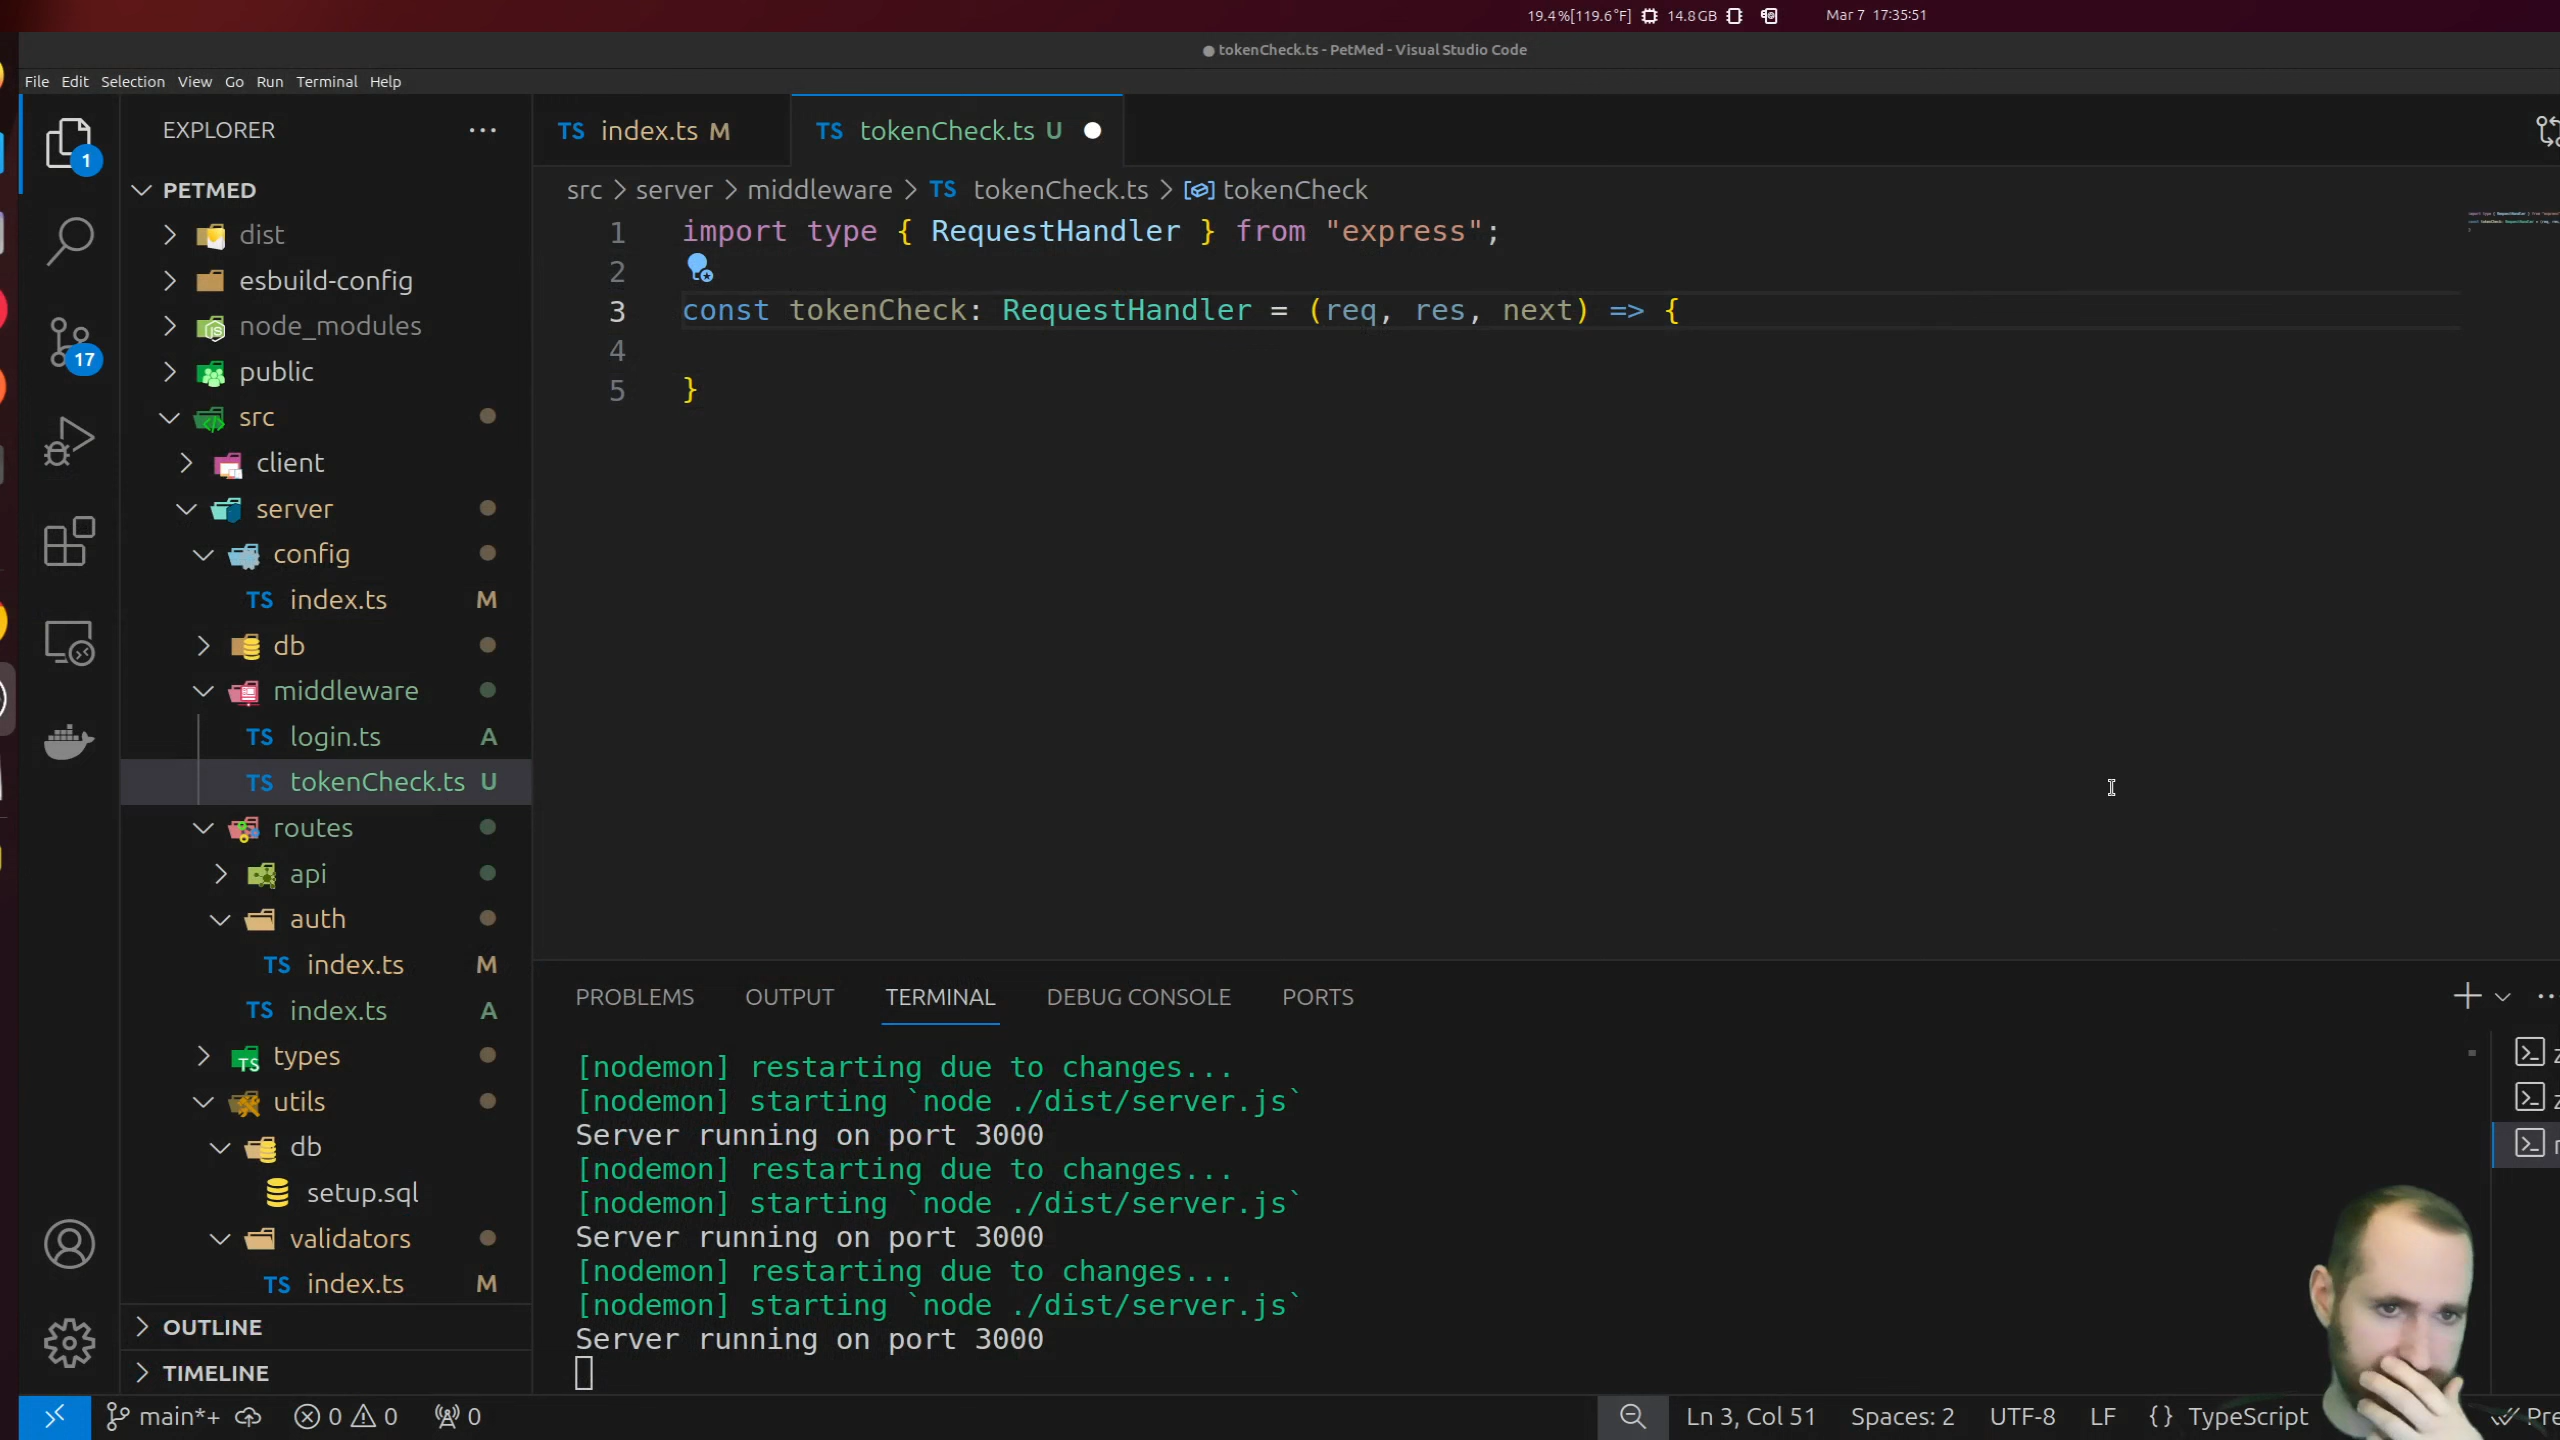 19.4%[119.6°F] 14.8GB Mar 7 17:35:51
● tokenCheck.ts - PetMed - Visual Studio Code
File Edit Selection View Go Run Terminal Help
EXPLORER ···
TS index.ts M TS tokenCheck.ts U
1
PETMED
src > server > middleware > TS tokenCheck.ts > tokenCheck
dist
esbuild-config
node_modules
public
src
client
server
config
TS index.ts M
db
middleware
TS login.ts A
TS tokenCheck.ts U
routes
api
auth
TS index.ts M
TS index.ts A
types
utils
db
setup.sql
validators
TS index.ts M
OUTLINE
TIMELINE
17
1 import type { RequestHandler } from "express";
2
3 const tokenCheck: RequestHandler = (req, res, next) => {
4
5 }
PROBLEMS OUTPUT TERMINAL DEBUG CONSOLE PORTS
[nodemon] restarting due to changes...
[nodemon] starting `node ./dist/server.js`
Server running on port 3000
[nodemon] restarting due to changes...
[nodemon] starting `node ./dist/server.js`
Server running on port 3000
[nodemon] restarting due to changes...
[nodemon] starting `node ./dist/server.js`
Server running on port 3000
main*+ 0 0 0 Ln 3, Col 51 Spaces: 2 UTF-8 LF {} TypeScript